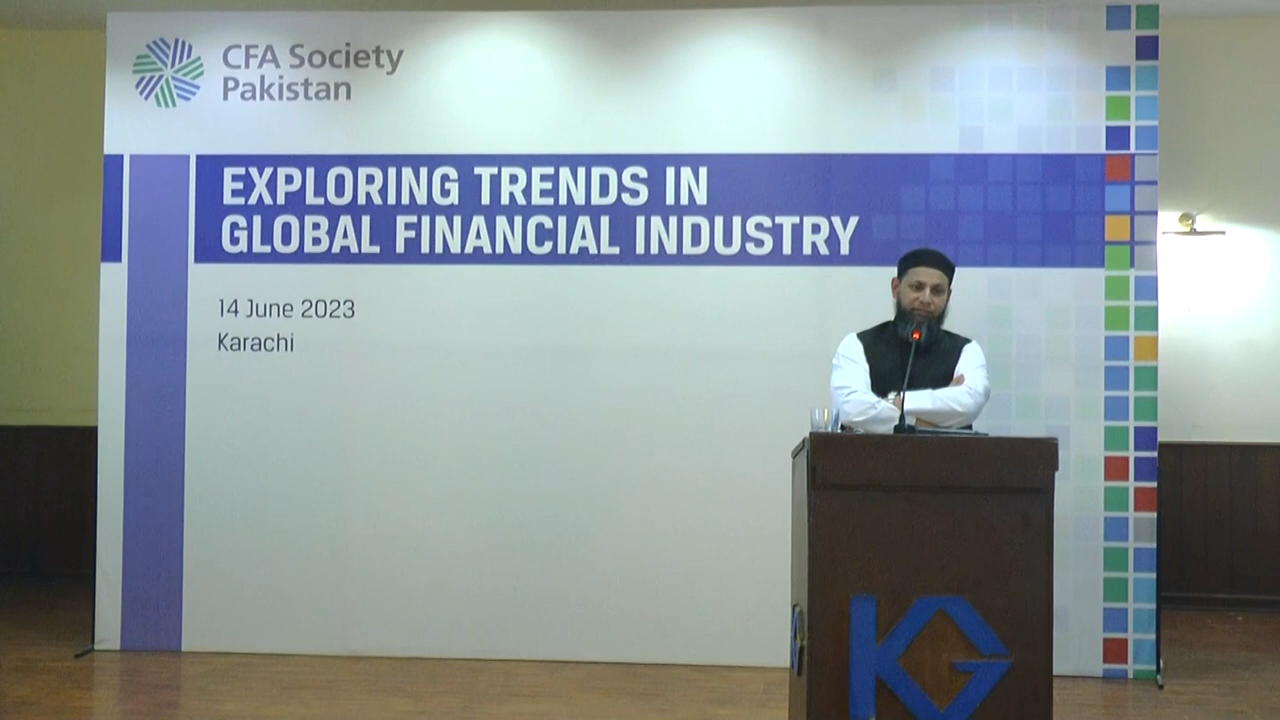 CFA Society
Pakistan
EXPLORING TRENDS IN
GLOBAL FINANCIAL INDUSTRY
14 June 2023
Karachi
KG